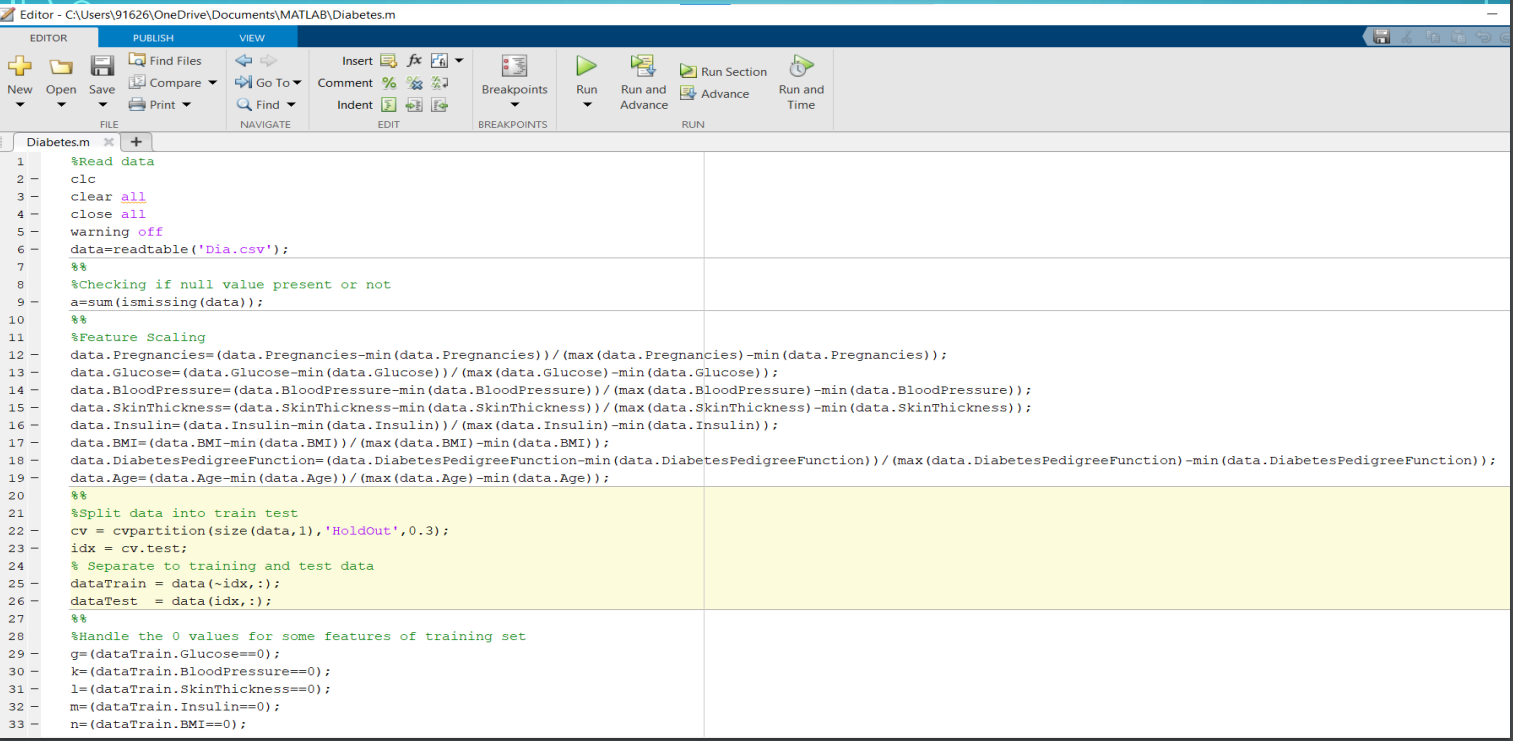 Editor - C:\Users\91626\OneDrive\Documents\MATLAB\Diabetes.m
EDITOR PUBLISH VIEW
New Open Save Find Files Compare Print
FILE
Go To Find
NAVIGATE
Insert fx
Comment % %
Indent
EDIT
Breakpoints
BREAKPOINTS
Run Run and Advance Run Section Advance Run and Time
RUN
Diabetes.m
1 %Read data
2 clc
3 clear all
4 close all
5 warning off
6 data=readtable('Dia.csv');
7 %%
8 %Checking if null value present or not
9 a=sum(ismissing(data));
10 %%
11 %Feature Scaling
12 data.Pregnancies=(data.Pregnancies-min(data.Pregnancies))/(max(data.Pregnancies)-min(data.Pregnancies));
13 data.Glucose=(data.Glucose-min(data.Glucose))/(max(data.Glucose)-min(data.Glucose));
14 data.BloodPressure=(data.BloodPressure-min(data.BloodPressure))/(max(data.BloodPressure)-min(data.BloodPressure));
15 data.SkinThickness=(data.SkinThickness-min(data.SkinThickness))/(max(data.SkinThickness)-min(data.SkinThickness));
16 data.Insulin=(data.Insulin-min(data.Insulin))/(max(data.Insulin)-min(data.Insulin));
17 data.BMI=(data.BMI-min(data.BMI))/(max(data.BMI)-min(data.BMI));
18 data.DiabetesPedigreeFunction=(data.DiabetesPedigreeFunction-min(data.DiabetesPedigreeFunction))/(max(data.DiabetesPedigreeFunction)-min(data.DiabetesPedigreeFunction));
19 data.Age=(data.Age-min(data.Age))/(max(data.Age)-min(data.Age));
20 %%
21 %Split data into train test
22 cv = cvpartition(size(data,1),'HoldOut',0.3);
23 idx = cv.test;
24 % Separate to training and test data
25 dataTrain = data(~idx,:);
26 dataTest  = data(idx,:);
27 %%
28 %Handle the 0 values for some features of training set
29 g=(dataTrain.Glucose==0);
30 k=(dataTrain.BloodPressure==0);
31 l=(dataTrain.SkinThickness==0);
32 m=(dataTrain.Insulin==0);
33 n=(dataTrain.BMI==0);